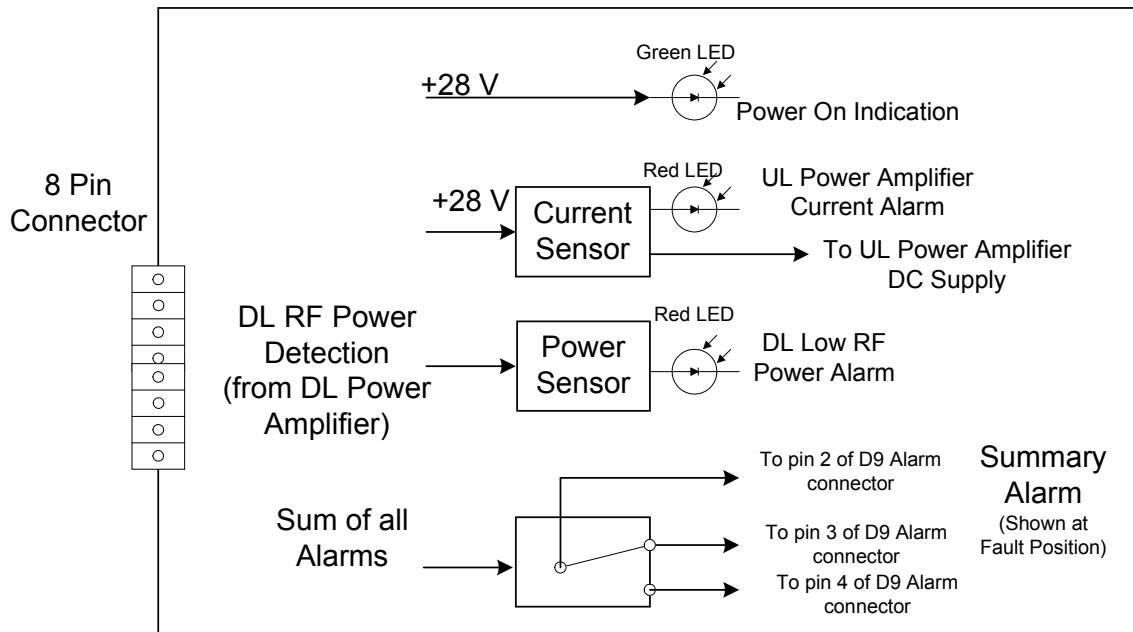 Green LED
+28 V
Power On Indication
8 Pin
Connector
Red LED
UL Power Amplifier
Current Alarm
+28 V
Current
Sensor
To UL Power Amplifier
DC Supply
DL RF Power
Detection
(from DL Power
Amplifier)
Red LED
Power
Sensor
DL Low RF
Power Alarm
To pin 2 of D9 Alarm
connector
Summary
Alarm
(Shown at
Fault Position)
Sum of all
Alarms
To pin 3 of D9 Alarm
connector
To pin 4 of D9 Alarm
connector